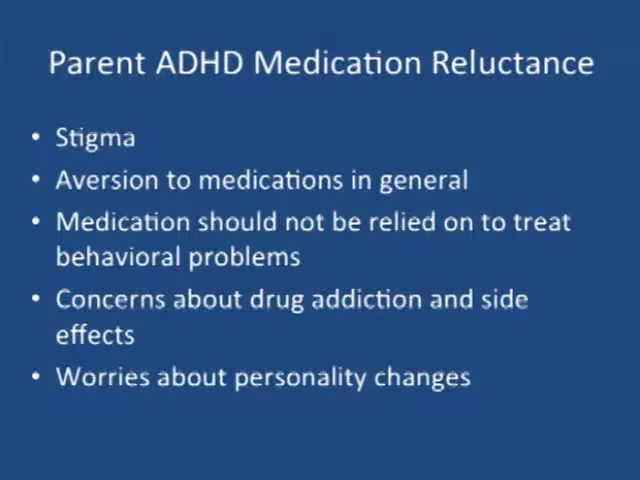 Parent ADHD Medication Reluctance
• Stigma
• Aversion to medications in general
• Medication should not be relied on to treat
behavioral problems
• Concerns about drug addiction and side
effects
• Worries about personality changes